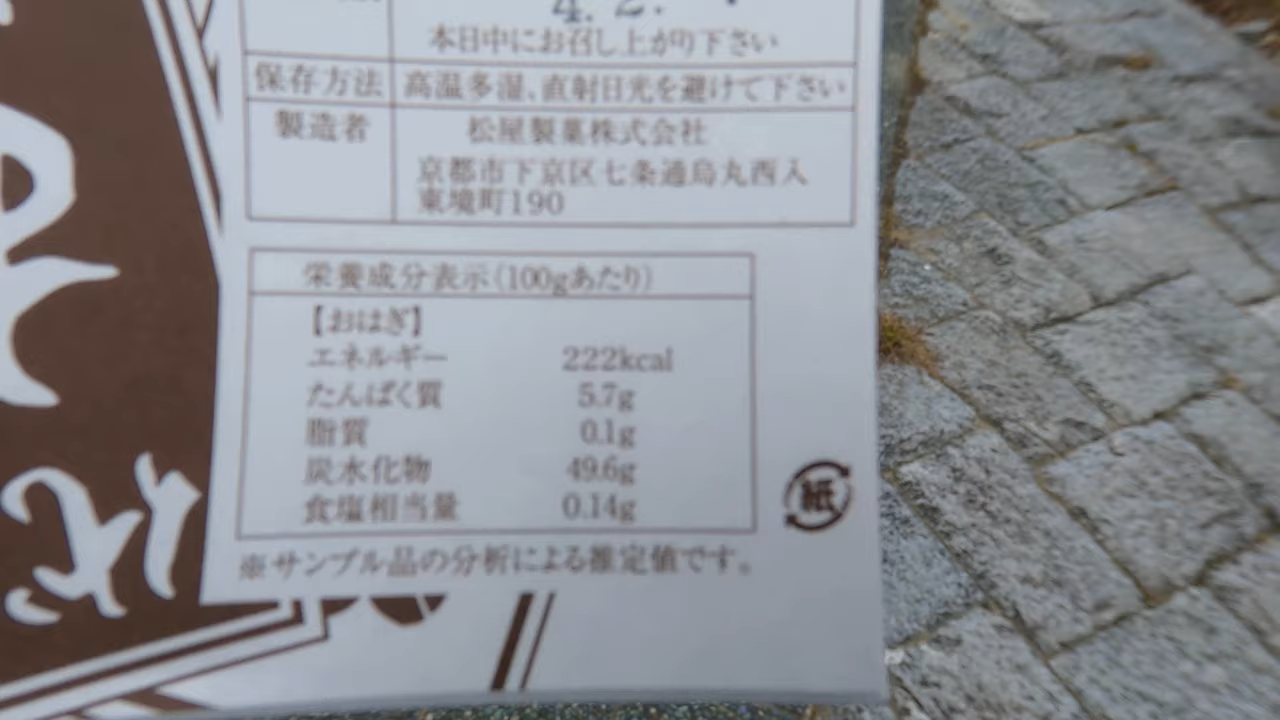 本日中にお召し上がり下さい
保存方法 高温多湿、直射日光を避けて下さい
製造者 松屋製菓株式会社
京都市下京区七条通烏丸西入
東境町190
栄養成分表示(100gあたり)
【おはぎ】
エネルギー 222kcal
たんぱく質 5.7g
脂質 0.1g
炭水化物 49.6g
食塩相当量 0.14g
紙
※サンプル品の分析による推定値です。